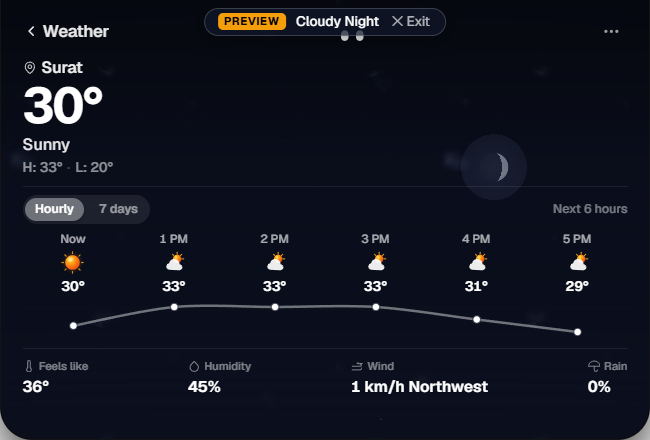 PREVIEW Cloudy Night Exit
Weather
Surat
30°
Sunny
H: 33° · L: 20°
Hourly 7 days Next 6 hours
Now 1 PM 2 PM 3 PM 4 PM 5 PM
30° 33° 33° 33° 31° 29°
Feels like Humidity Wind Rain
36° 45% 1 km/h Northwest 0%